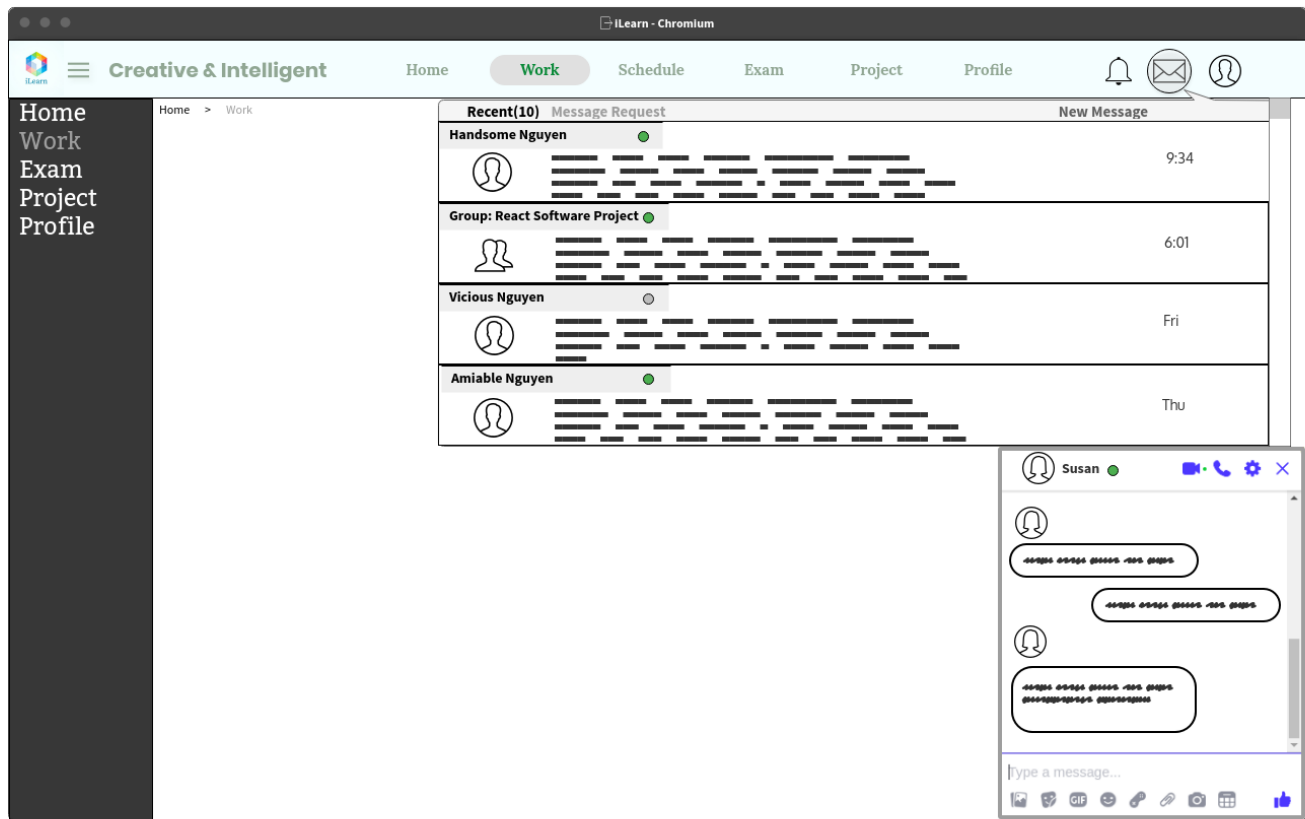 iLearn - Chromium
iLearn
Creative & Intelligent
Home Work Schedule Exam Project Profile
Home
Work
Exam
Project
Profile
Home > Work
Recent(10) Message Request New Message
Handsome Nguyen
9:34
Group: React Software Project
6:01
Vicious Nguyen
Fri
Amiable Nguyen
Thu
Susan
Type a message...
GIF